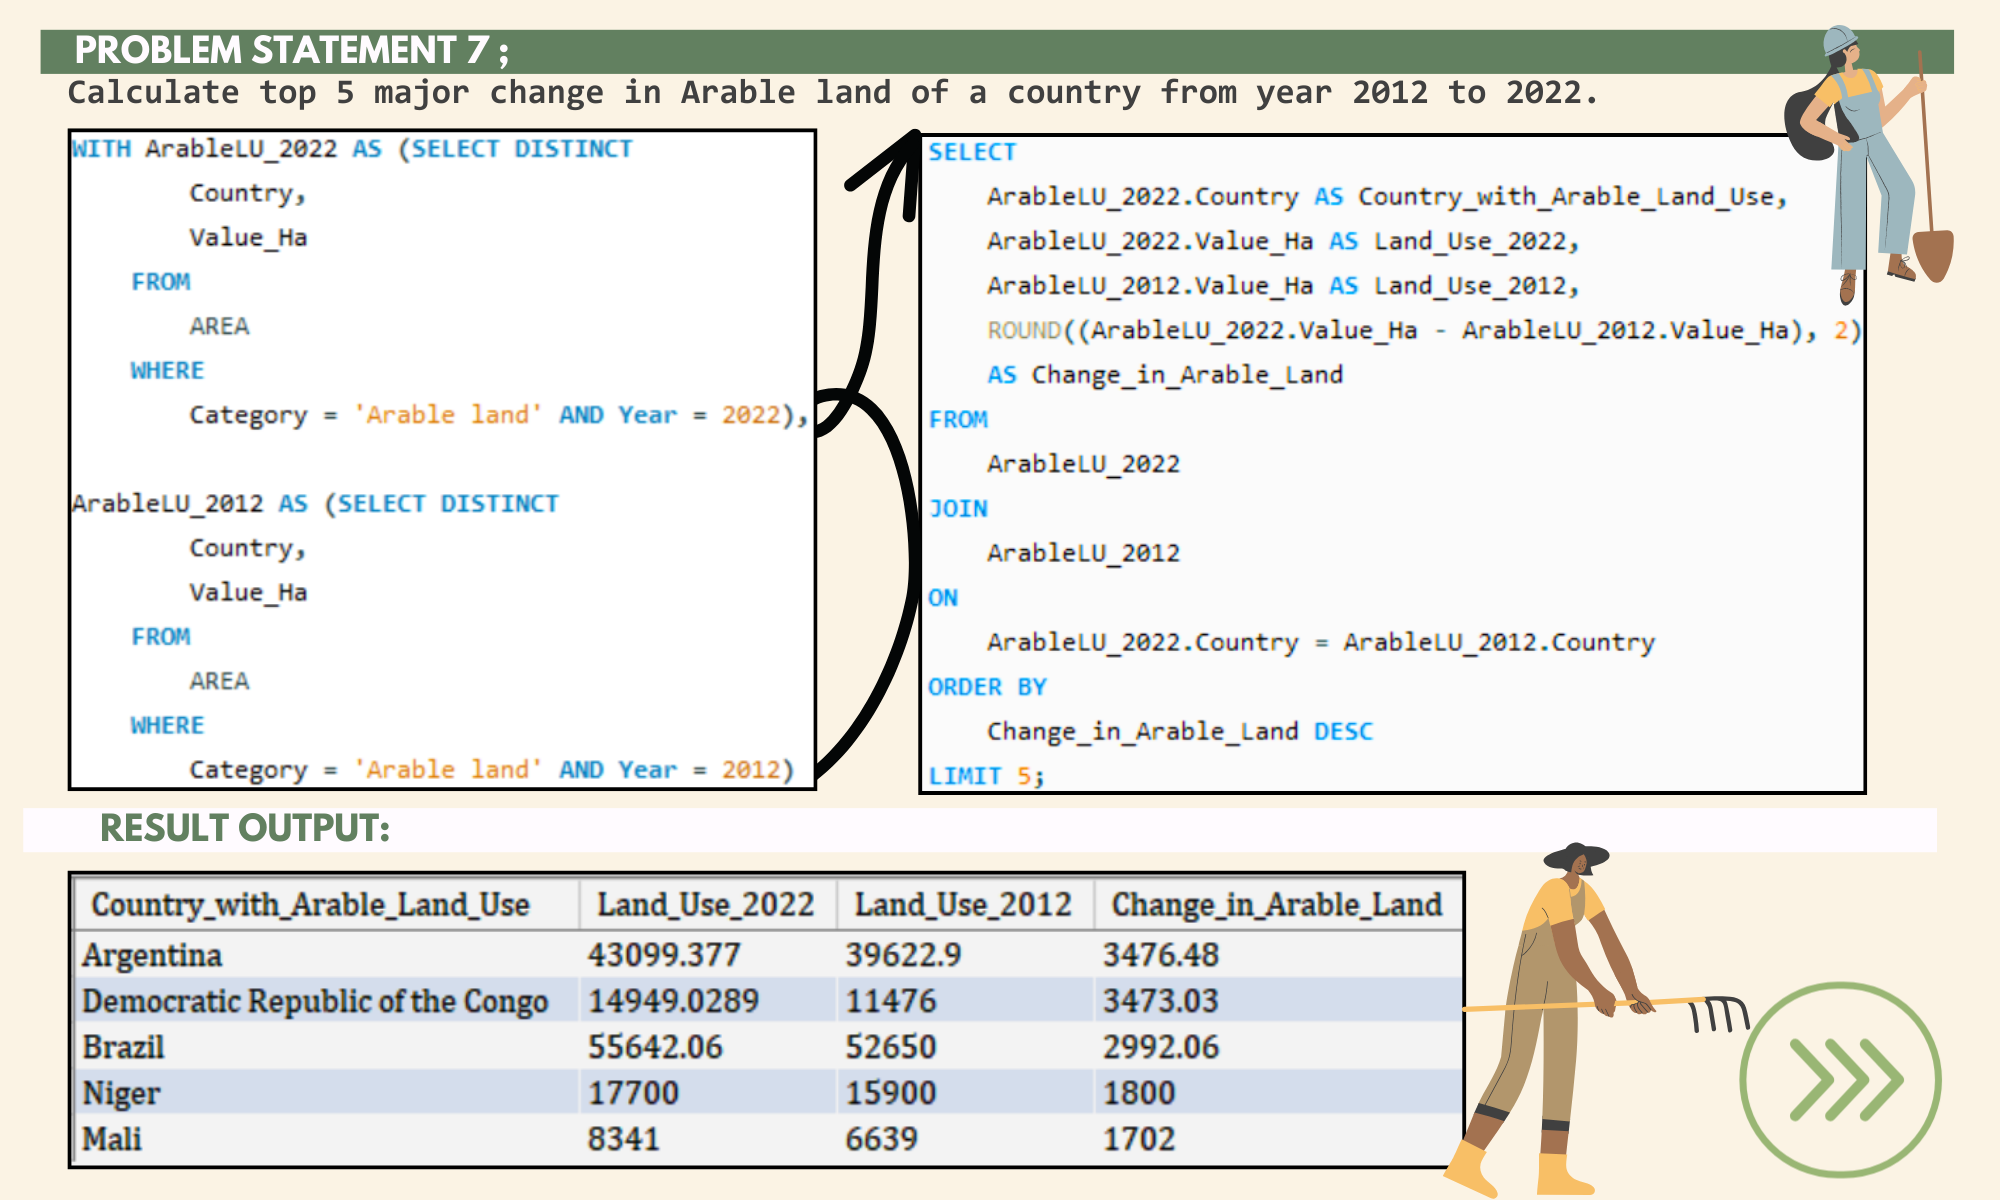 PROBLEM STATEMENT 7 ;
Calculate top 5 major change in Arable land of a country from year 2012 to 2022.
WITH ArableLU_2022 AS (SELECT DISTINCT
Country,
Value_Ha
FROM
AREA
WHERE
Category = 'Arable land' AND Year = 2022),
ArableLU_2012 AS (SELECT DISTINCT
Country,
Value_Ha
FROM
AREA
WHERE
Category = 'Arable land' AND Year = 2012)
SELECT
ArableLU_2022.Country AS Country_with_Arable_Land_Use,
ArableLU_2022.Value_Ha AS Land_Use_2022,
ArableLU_2012.Value_Ha AS Land_Use_2012,
ROUND((ArableLU_2022.Value_Ha - ArableLU_2012.Value_Ha), 2)
AS Change_in_Arable_Land
FROM
ArableLU_2022
JOIN
ArableLU_2012
ON
ArableLU_2022.Country = ArableLU_2012.Country
ORDER BY
Change_in_Arable_Land DESC
LIMIT 5;
RESULT OUTPUT:
Country_with_Arable_Land_Use Land_Use_2022 Land_Use_2012 Change_in_Arable_Land
Argentina 43099.377 39622.9 3476.48
Democratic Republic of the Congo 14949.0289 11476 3473.03
Brazil 55642.06 52650 2992.06
Niger 17700 15900 1800
Mali 8341 6639 1702